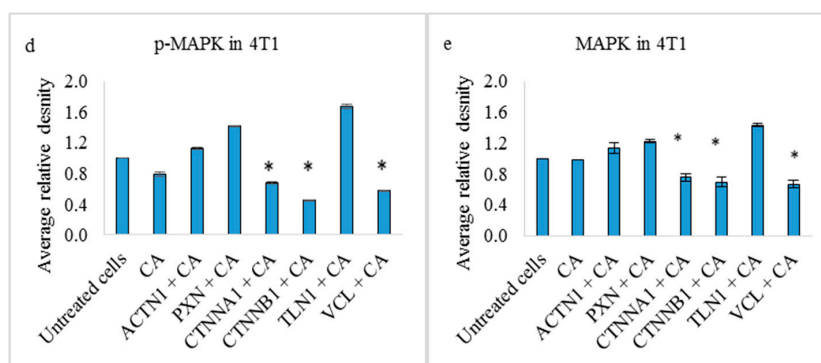 d
p-MAPK in 4T1
Average relative desnity
2.0
1.6
1.2
0.8
0.4
0.0
* * *
Untreated cells
CA
ACTN1 + CA
PXN + CA
CTNNA1 + CA
CTNNB1 + CA
TLN1 + CA
VCL + CA
e
MAPK in 4T1
Average relative desnity
2.0
1.6
1.2
0.8
0.4
0.0
* * *
Untreated cells
CA
ACTN1 + CA
PXN + CA
CTNNA1 + CA
CTNNB1 + CA
TLN1 + CA
VCL + CA